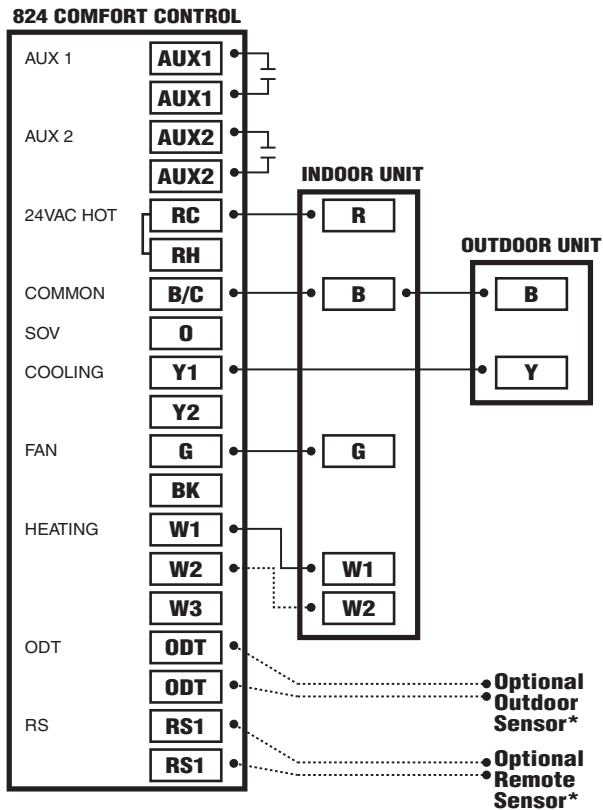 824 COMFORT CONTROL
AUX 1 AUX1
AUX1
AUX 2 AUX2
AUX2
INDOOR UNIT
24VAC HOT RC R
RH
OUTDOOR UNIT
COMMON B/C B B
SOV O
COOLING Y1 Y
Y2
FAN G G
BK
HEATING W1 W1
W2 W2
W3
ODT ODT
ODT
Optional
Outdoor
Sensor*
RS RS1
RS1
Optional
Remote
Sensor*